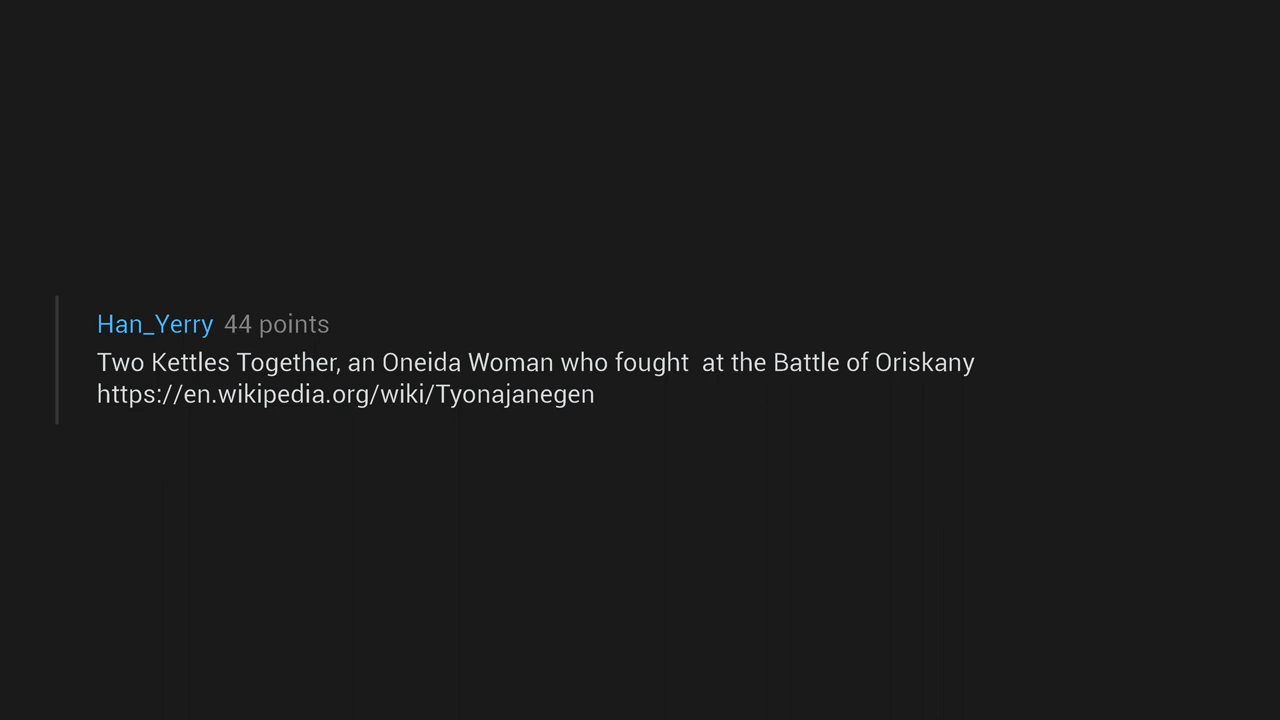 Han_Yerry 44 points
Two Kettles Together, an Oneida Woman who fought  at the Battle of Oriskany
https://en.wikipedia.org/wiki/Tyonajanegen